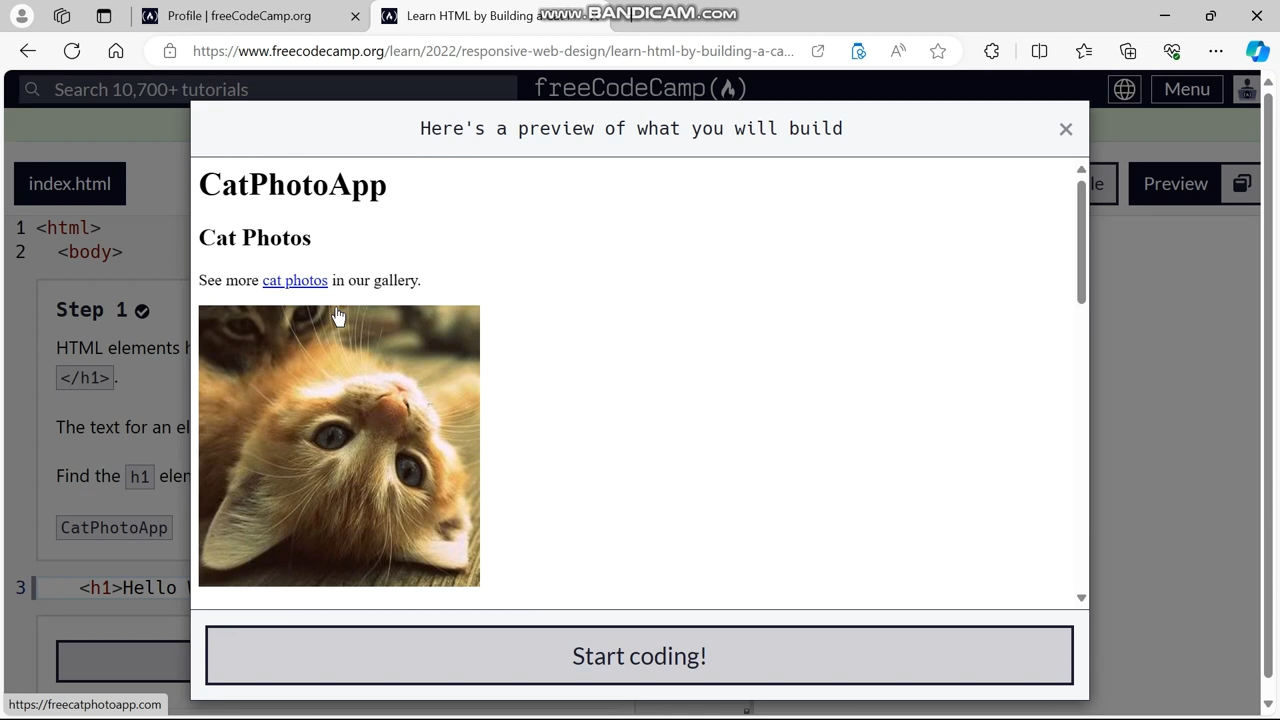 Profile | freeCodeCamp.org
Learn HTML by Building a
www.BANDICAM.com
https://www.freecodecamp.org/learn/2022/responsive-web-design/learn-html-by-building-a-ca...
Search 10,700+ tutorials
freeCodeCamp
Menu
Here's a preview of what you will build
index.html
Preview
CatPhotoApp
Cat Photos
See more cat photos in our gallery.
1 <html>
2 <body>
Step 1
HTML elements h
</h1>.
The text for an el
Find the h1 elen
CatPhotoApp
3 <h1>Hello
Start coding!
https://freecatphotoapp.com